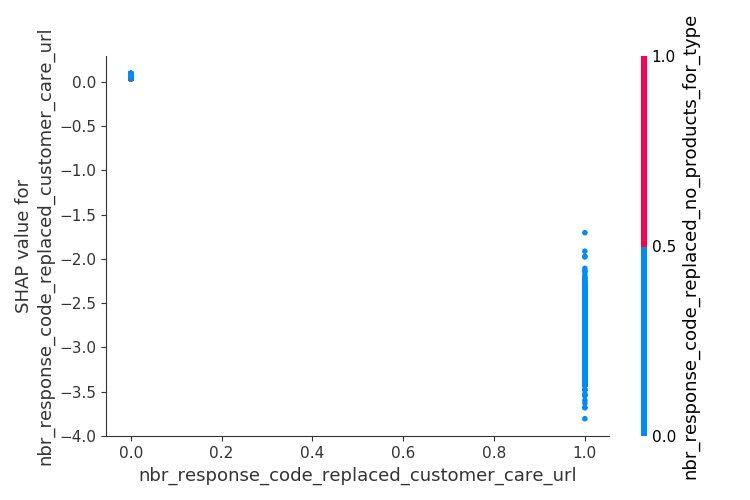 SHAP value for
nbr_response_code_replaced_customer_care_url
0.0
−0.5
−1.0
−1.5
−2.0
−2.5
−3.0
−3.5
−4.0
0.0 0.2 0.4 0.6 0.8 1.0
nbr_response_code_replaced_customer_care_url
1.0
0.5
0.0
nbr_response_code_replaced_no_products_for_type